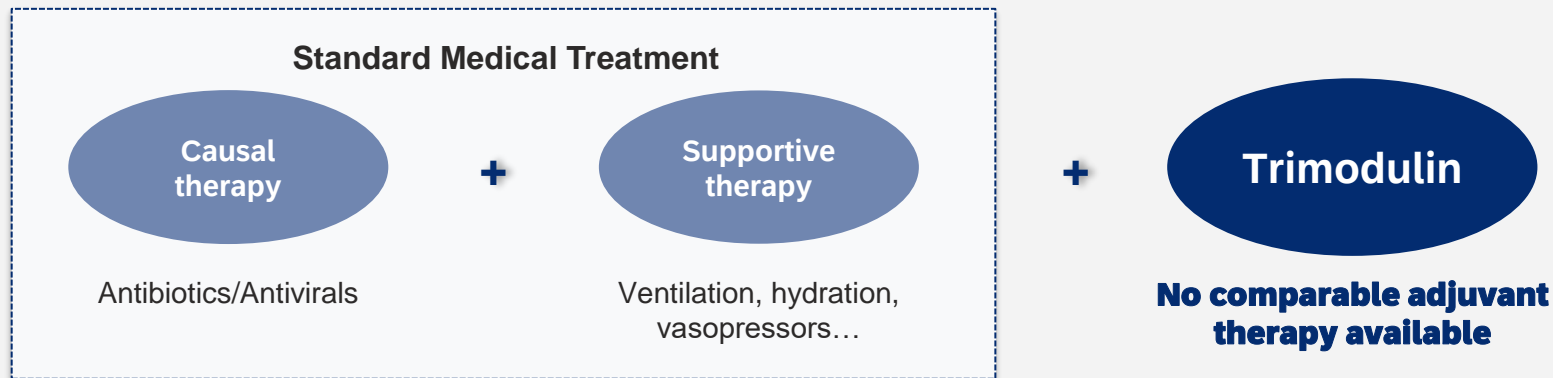 Standard Medical Treatment
Causal
therapy
+
Supportive
therapy
+
Trimodulin
Antibiotics/Antivirals
Ventilation, hydration,
vasopressors…
No comparable adjuvant
therapy available